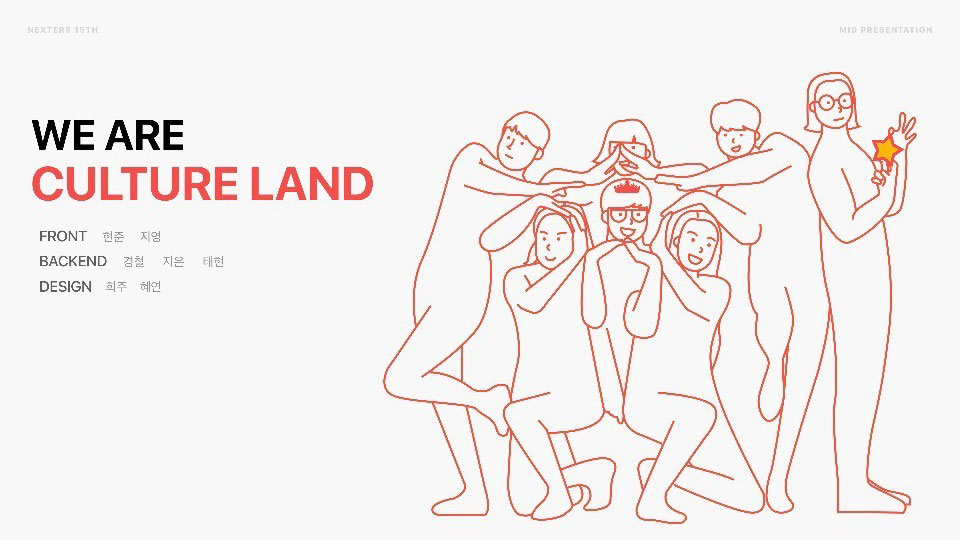 NEXTERS 15TH
MID PRESENTATION
WE ARE
CULTURE LAND
FRONT 현준 지영
BACKEND 경철 지은 태현
DESIGN 희주 혜연